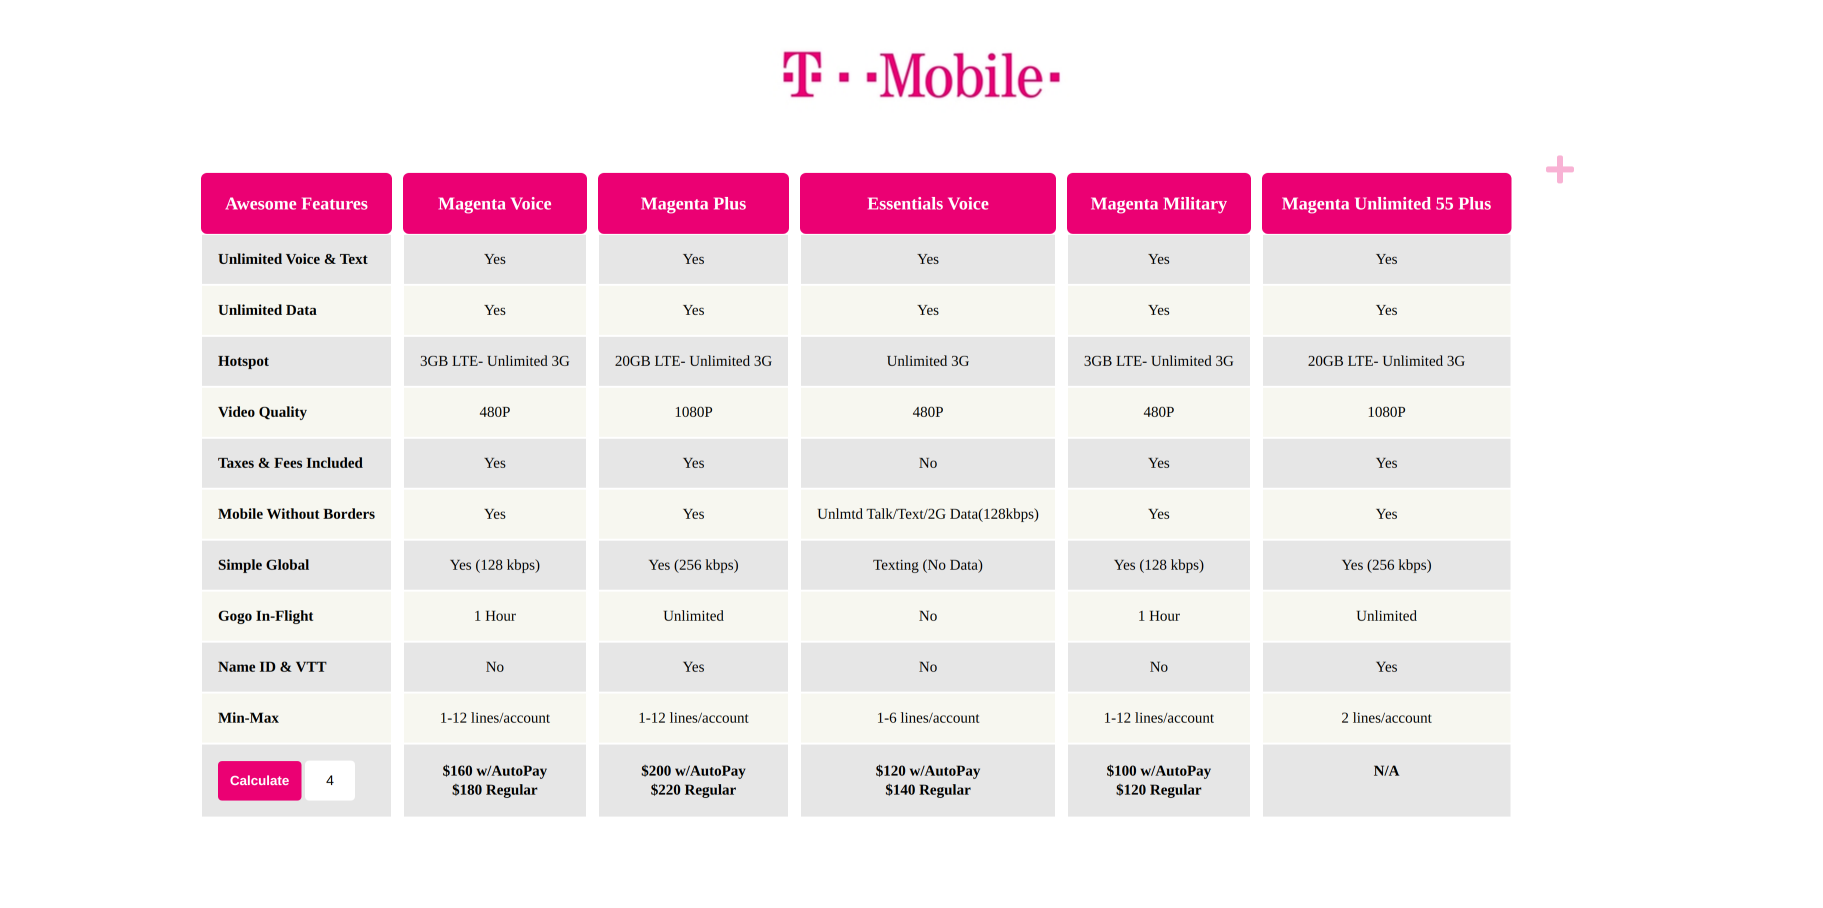 T··Mobile·
Awesome Features Magenta Voice Magenta Plus Essentials Voice Magenta Military Magenta Unlimited 55 Plus
Unlimited Voice & Text Yes Yes Yes Yes Yes
Unlimited Data Yes Yes Yes Yes Yes
Hotspot 3GB LTE- Unlimited 3G 20GB LTE- Unlimited 3G Unlimited 3G 3GB LTE- Unlimited 3G 20GB LTE- Unlimited 3G
Video Quality 480P 1080P 480P 480P 1080P
Taxes & Fees Included Yes Yes No Yes Yes
Mobile Without Borders Yes Yes Unlmtd Talk/Text/2G Data(128kbps) Yes Yes
Simple Global Yes (128 kbps) Yes (256 kbps) Texting (No Data) Yes (128 kbps) Yes (256 kbps)
Gogo In-Flight 1 Hour Unlimited No 1 Hour Unlimited
Name ID & VTT No Yes No No Yes
Min-Max 1-12 lines/account 1-12 lines/account 1-6 lines/account 1-12 lines/account 2 lines/account
Calculate 4 $160 w/AutoPay $200 w/AutoPay $120 w/AutoPay $100 w/AutoPay N/A
$180 Regular $220 Regular $140 Regular $120 Regular